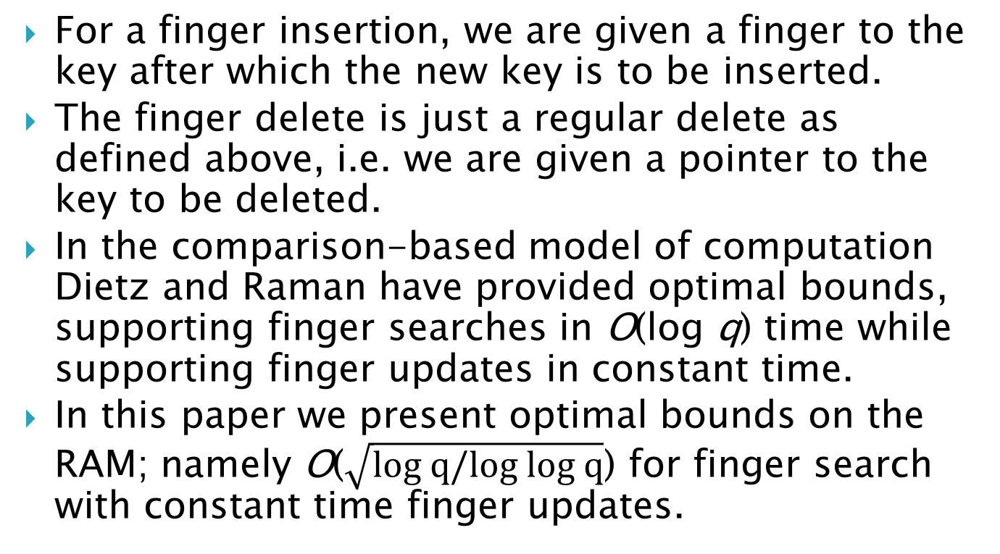 For a finger insertion, we are given a finger to the
key after which the new key is to be inserted.
The finger delete is just a regular delete as
defined above, i.e. we are given a pointer to the
key to be deleted.
In the comparison-based model of computation
Dietz and Raman have provided optimal bounds,
supporting finger searches in O(log q) time while
supporting finger updates in constant time.
In this paper we present optimal bounds on the
RAM; namely O(√log q/log log q) for finger search
with constant time finger updates.